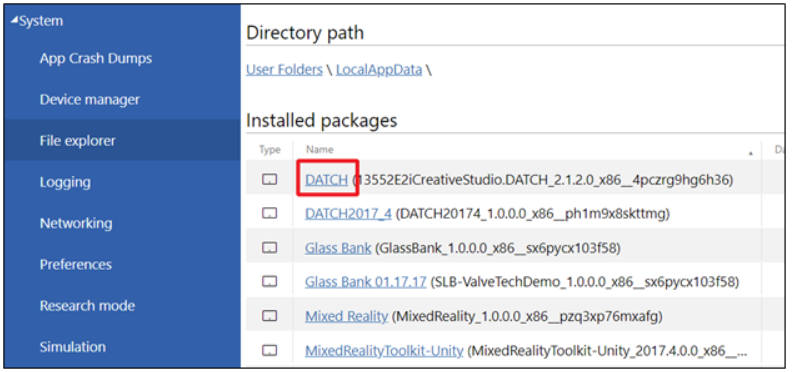 System
App Crash Dumps
Device manager
File explorer
Logging
Networking
Preferences
Research mode
Simulation
Directory path
User Folders \ LocalAppData \
Installed packages
Type Name
DATCH (13552E2iCreativeStudio.DATCH_2.1.2.0_x86__4pczrg9hg6h36)
DATCH2017_4 (DATCH20174_1.0.0.0_x86__ph1m9x8skttmg)
Glass Bank (GlassBank_1.0.0.0_x86__sx6pycx103f58)
Glass Bank 01.17.17 (SLB-ValveTechDemo_1.0.0.0_x86__sx6pycx103f58)
Mixed Reality (MixedReality_1.0.0.0_x86__pzq3xp76mxafg)
MixedRealityToolkit-Unity (MixedRealityToolkit-Unity_2017.4.0.0_x86__...